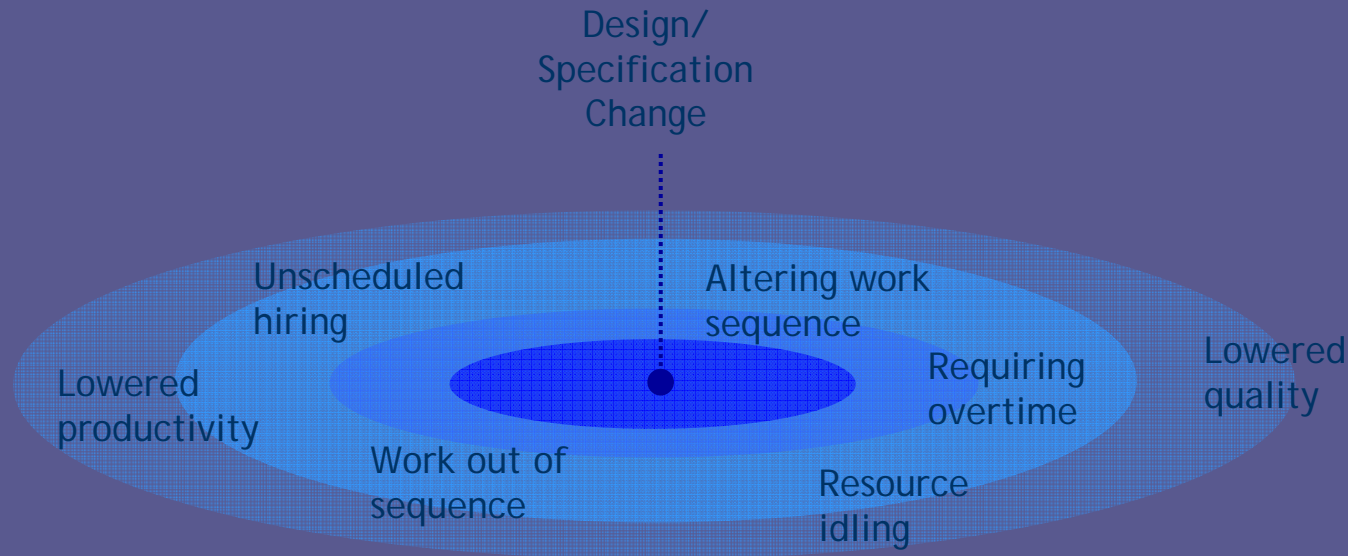 Design/
Specification
Change
Unscheduled
hiring
Altering work
sequence
Lowered
productivity
Requiring
overtime
Lowered
quality
Work out of
sequence
Resource
idling